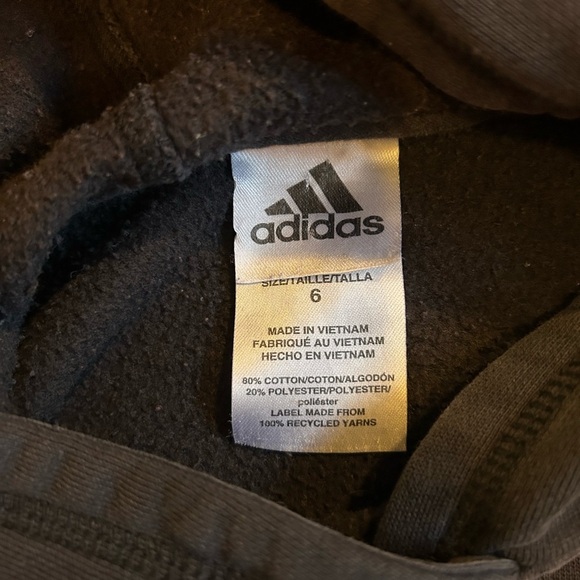 adidas
SIZE/TAILLE/TALLA
6
MADE IN VIETNAM
FABRIQUÉ AU VIETNAM
HECHO EN VIETNAM
80% COTTON/COTON/ALGODÓN
20% POLYESTER/POLYESTER/
poliéster
LABEL MADE FROM
100% RECYCLED YARNS